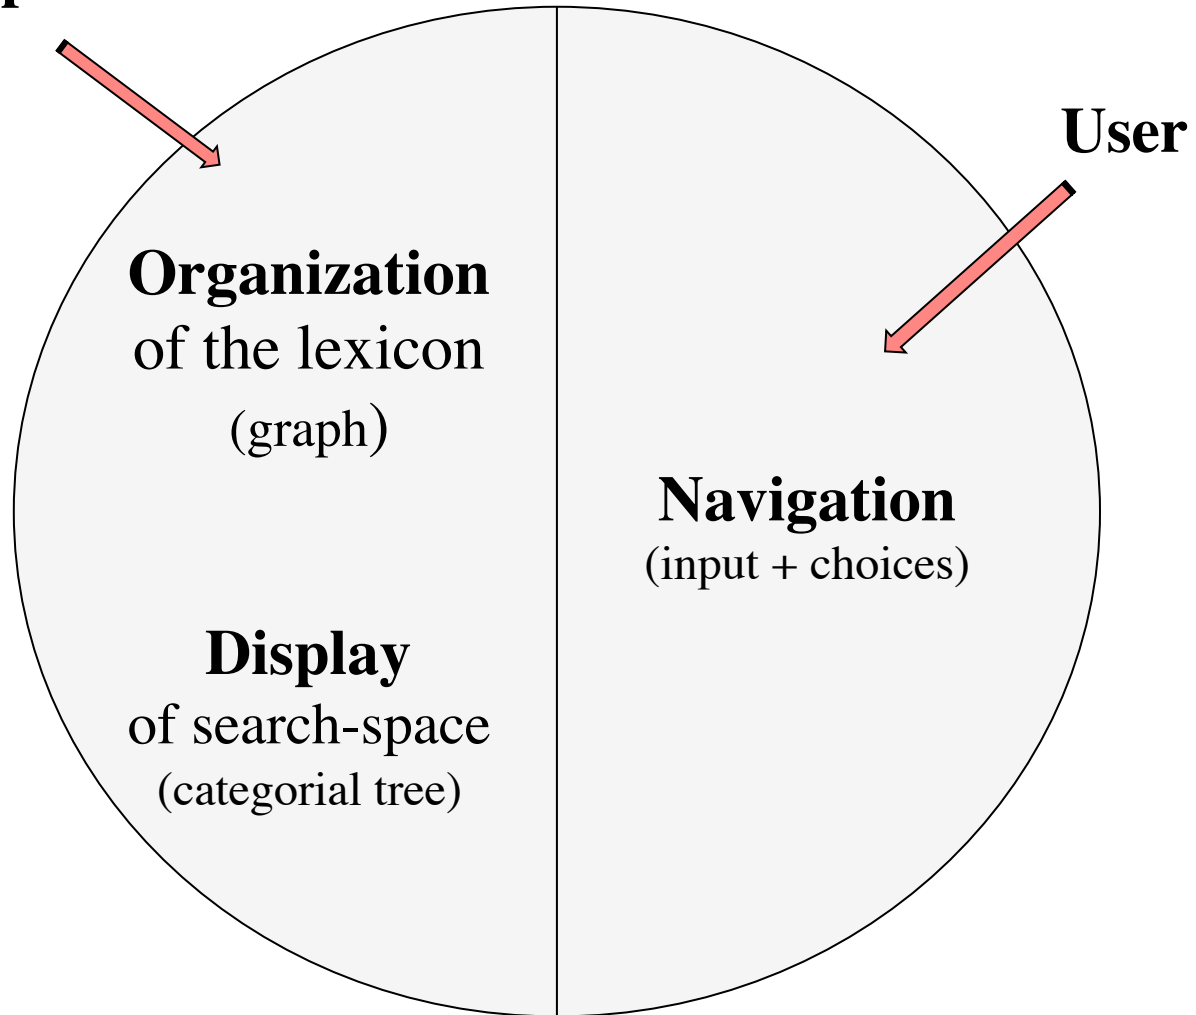 User
Organization
of the lexicon
(graph)
Display
of search-space
(categorial tree)
Navigation
(input + choices)